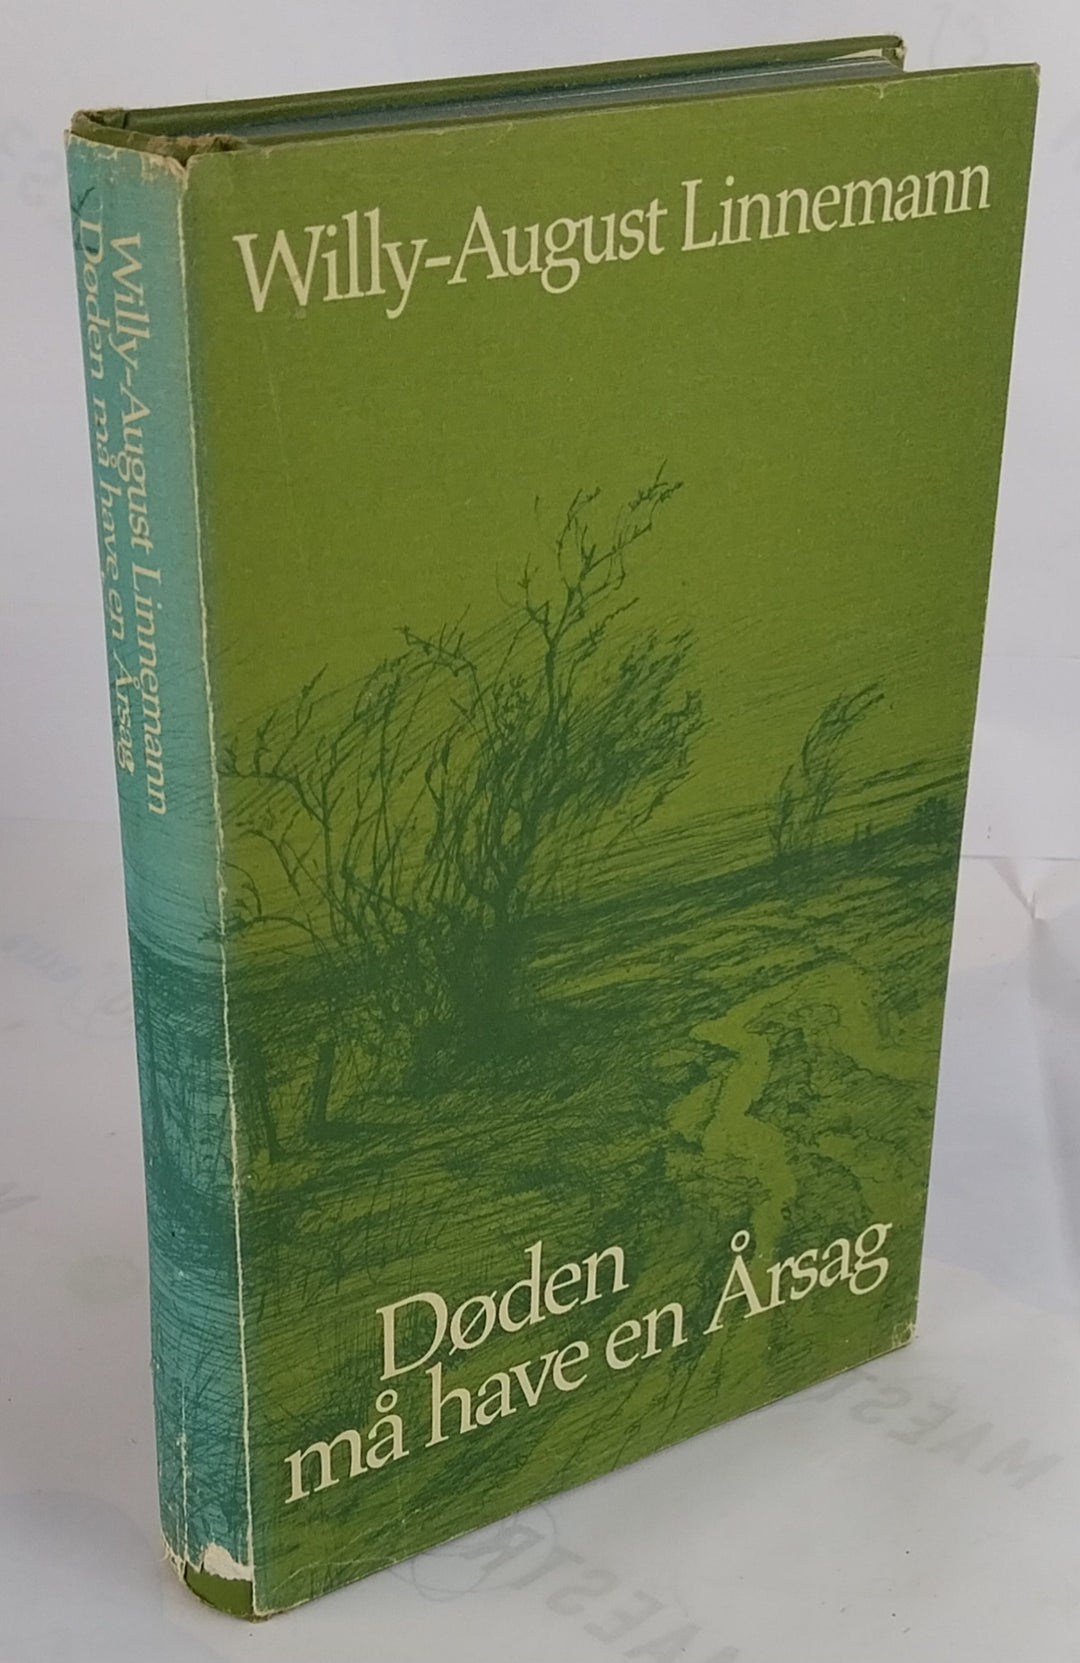 Willy-August Linnemann
Døden
må have en Årsag
Willy-August Linnemann
Døden må have en Årsag